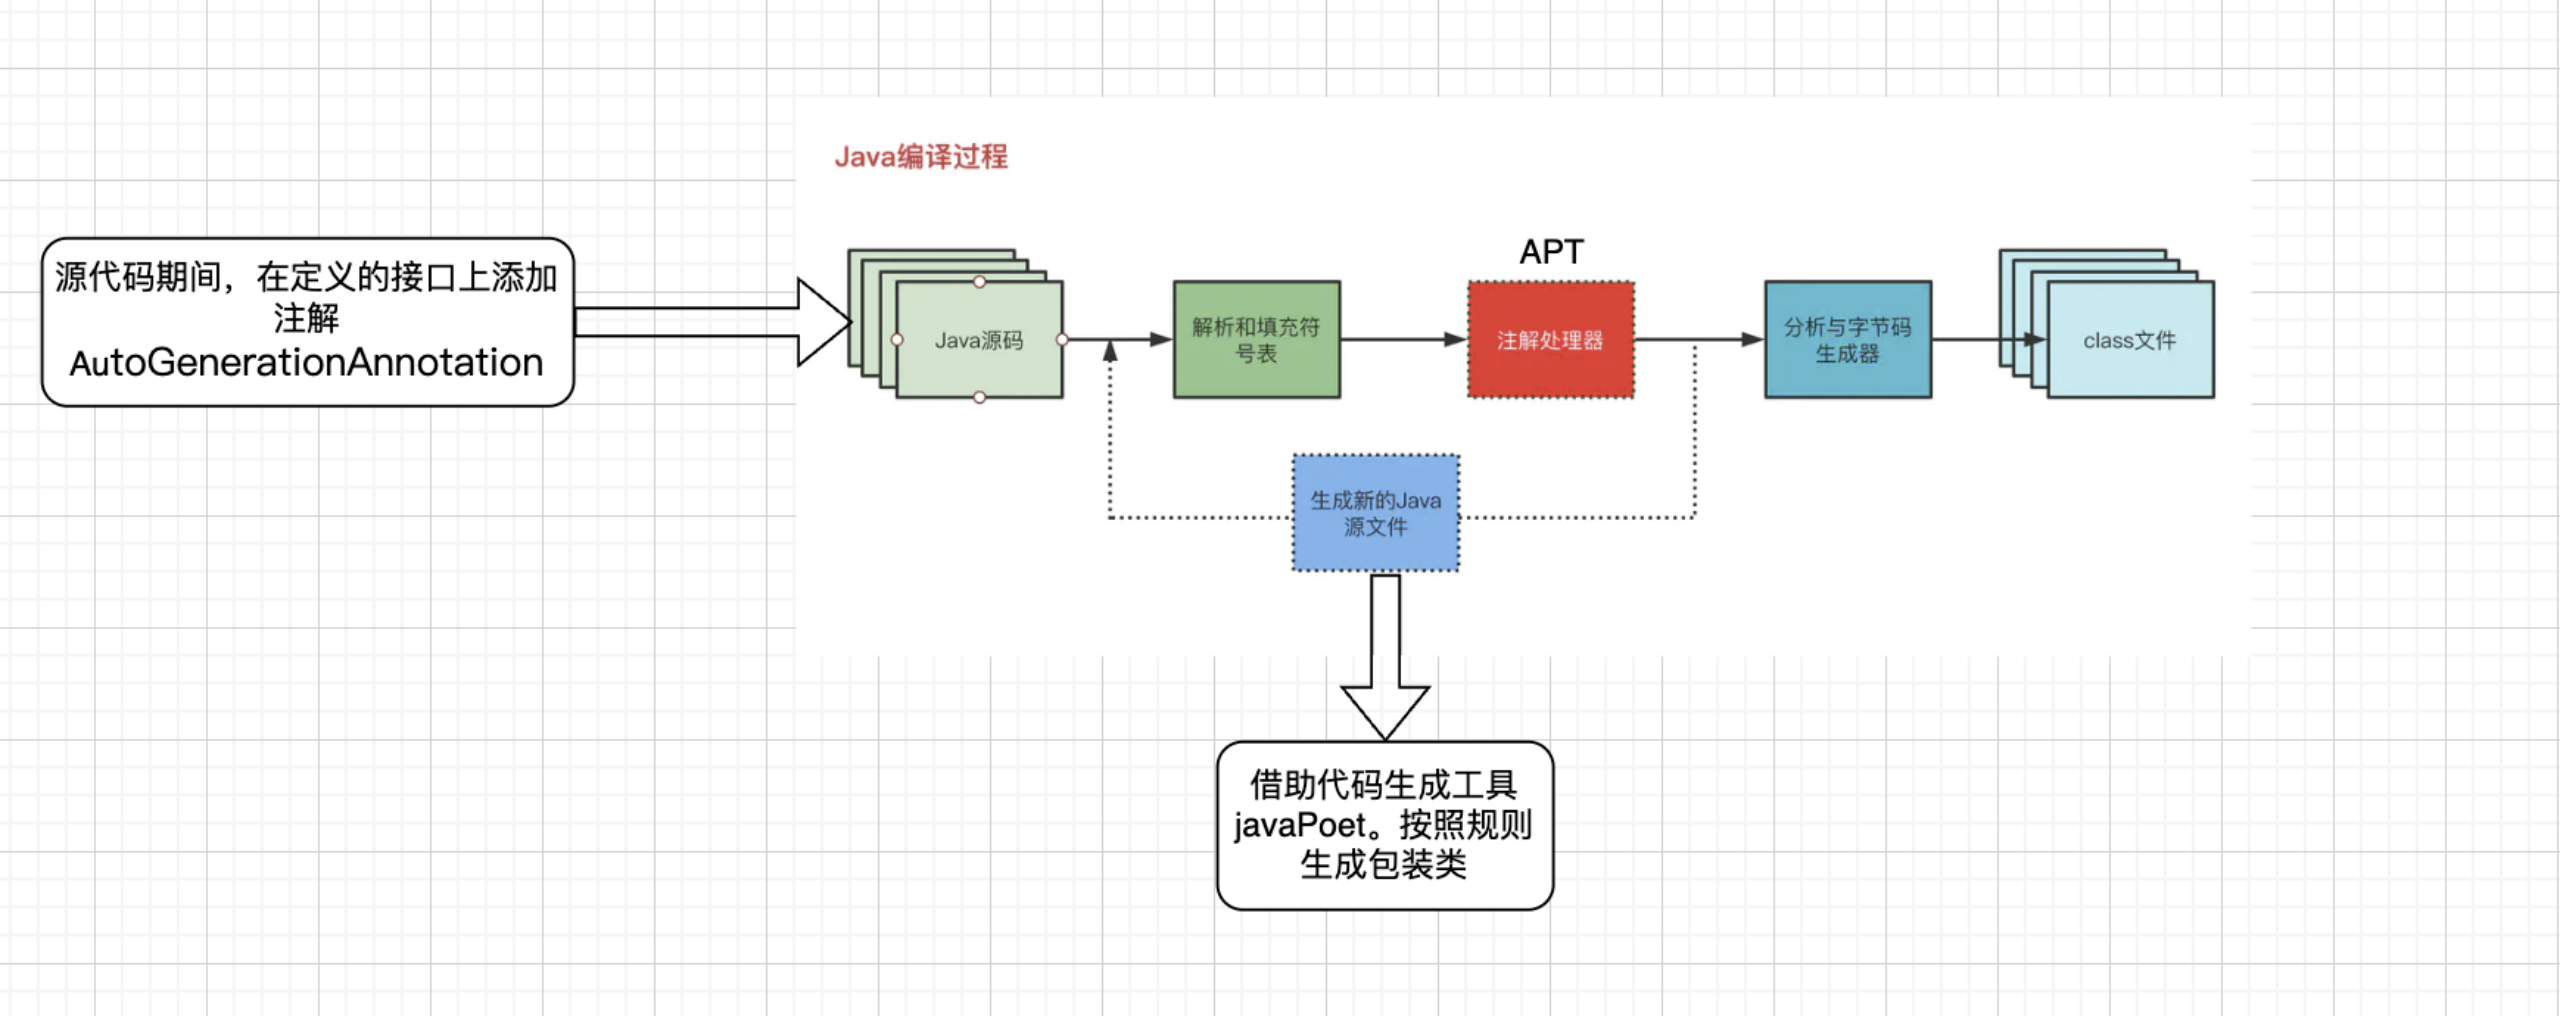 Java编译过程
源代码期间，在定义的接口上添加
注解
AutoGenerationAnnotation
Java源码
解析和填充符
号表
APT
注解处理器
分析与字节码
生成器
class文件
生成新的Java
源文件
借助代码生成工具
javaPoet。按照规则
生成包装类